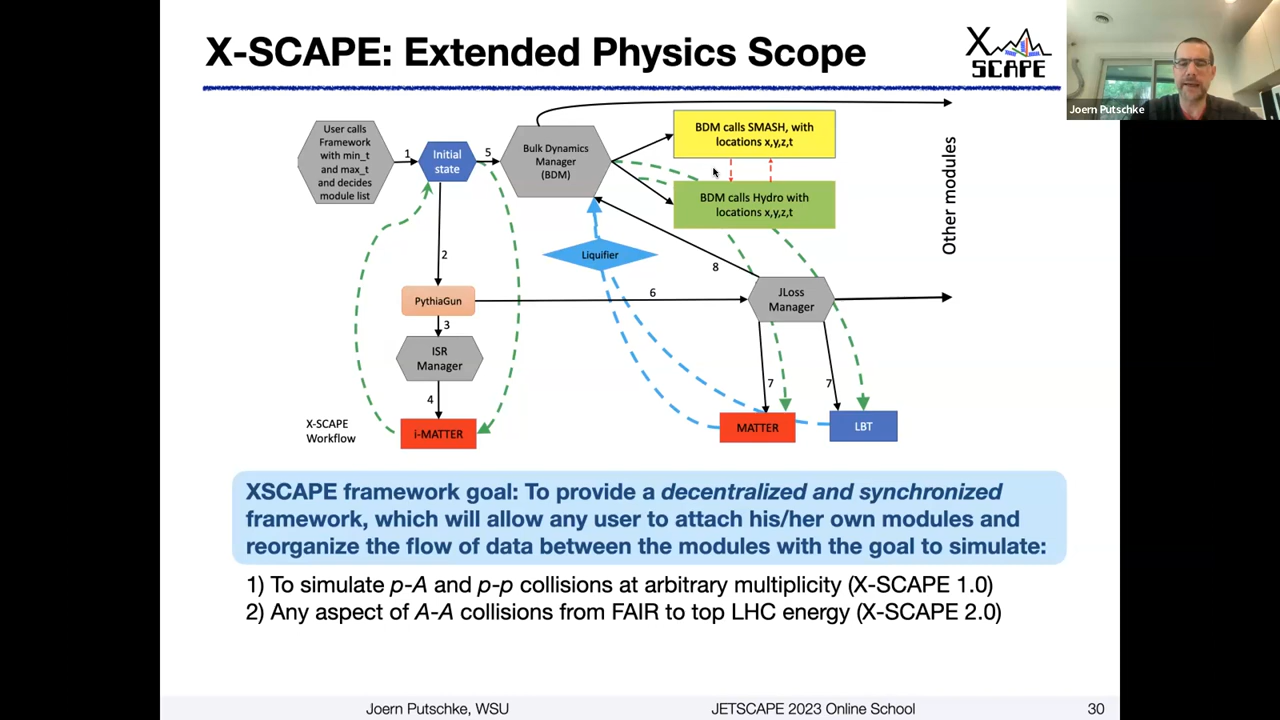 X-SCAPE: Extended Physics Scope
X
SCAPE
Joern Putschke
User calls
Framework
with min_t
and max_t
and decides
module list
1
Initial
state
5
Bulk Dynamics
Manager
(BDM)
BDM calls SMASH, with
locations x,y,z,t
BDM calls Hydro with
locations x,y,z,t
Other modules
2
Liquifier
8
PythiaGun
6
JLoss
Manager
3
ISR
Manager
4
7
7
X-SCAPE
Workflow
i-MATTER
MATTER
LBT
XSCAPE framework goal: To provide a decentralized and synchronized
framework, which will allow any user to attach his/her own modules and
reorganize the flow of data between the modules with the goal to simulate:
1) To simulate p-A and p-p collisions at arbitrary multiplicity (X-SCAPE 1.0)
2) Any aspect of A-A collisions from FAIR to top LHC energy (X-SCAPE 2.0)
Joern Putschke, WSU
JETSCAPE 2023 Online School
30